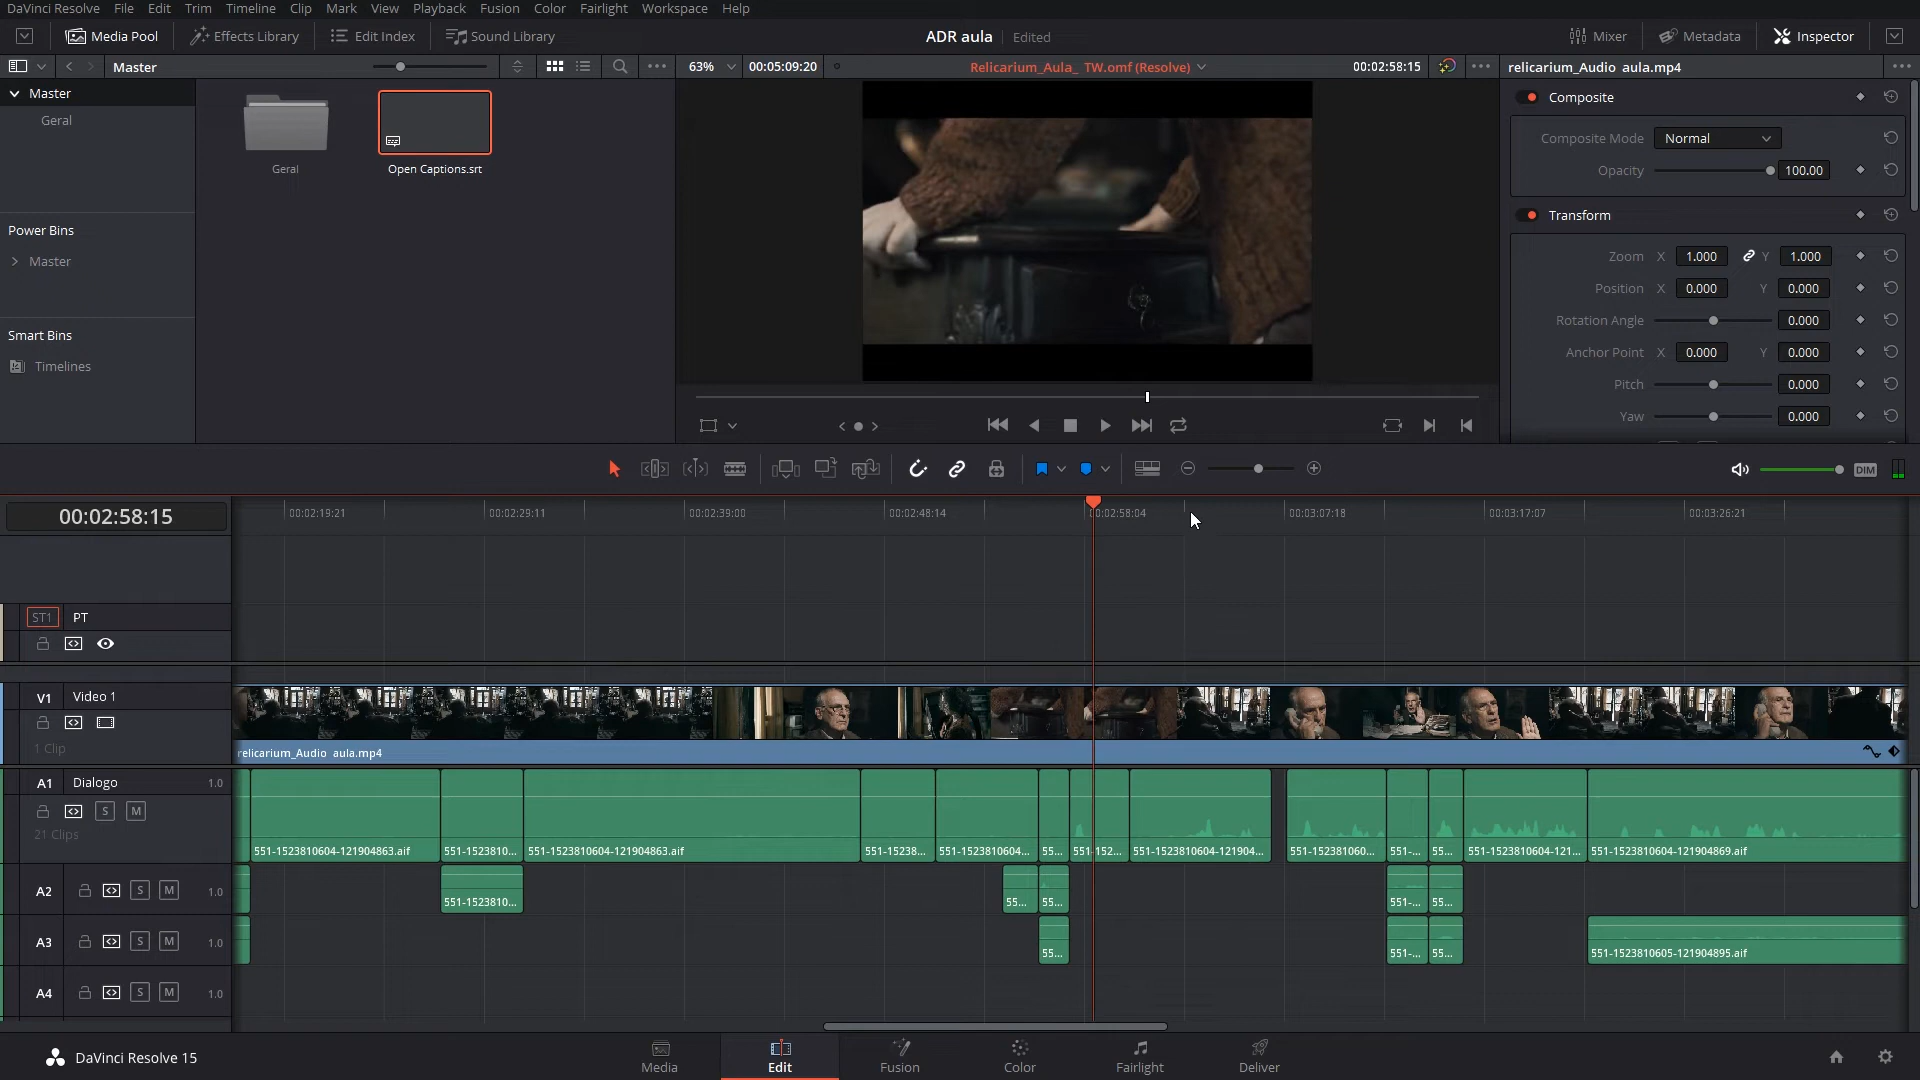 DaVinci Resolve File Edit Trim Timeline Clip Mark View Playback Fusion Color Fairlight Workspace Help
Media Pool Effects Library Edit Index Sound Library ADR aula Edited Mixer Metadata Inspector
Master 63% 00:05:09:20 Relicarium_Aula_ TW.omf (Resolve) 00:02:58:15 relicarium_Audio aula.mp4
Master
Geral
Power Bins
Master
Smart Bins
Timelines
Geral
Open Captions.srt
Composite
Composite Mode Normal
Opacity 100.00
Transform
Zoom X 1.000 Y 1.000
Position X 0.000 Y 0.000
Rotation Angle 0.000
Anchor Point X 0.000 Y 0.000
Pitch 0.000
Yaw 0.000
DIM
00:02:58:15
00:02:19:21 00:02:29:11 00:02:39:00 00:02:48:14 00:02:58:04 00:03:07:18 00:03:17:07 00:03:26:21
ST1 PT
V1 Video 1
1 Clip
relicarium_Audio aula.mp4
A1 Dialogo 1.0
S M
21 Clips
551-1523810604-121904863.aif 551-1523810... 551-1523810604-121904863.aif 551-15238... 551-1523810604... 55... 551-152... 551-1523810604-121904... 551-152381060... 551-... 55... 551-1523810604-121... 551-1523810604-121904869.aif
A2 S M 1.0
551-1523810... 55... 55... 551-... 55...
A3 S M 1.0
55... 551-... 55... 551-1523810605-121904895.aif
A4 S M 1.0
DaVinci Resolve 15
Media Edit Fusion Color Fairlight Deliver